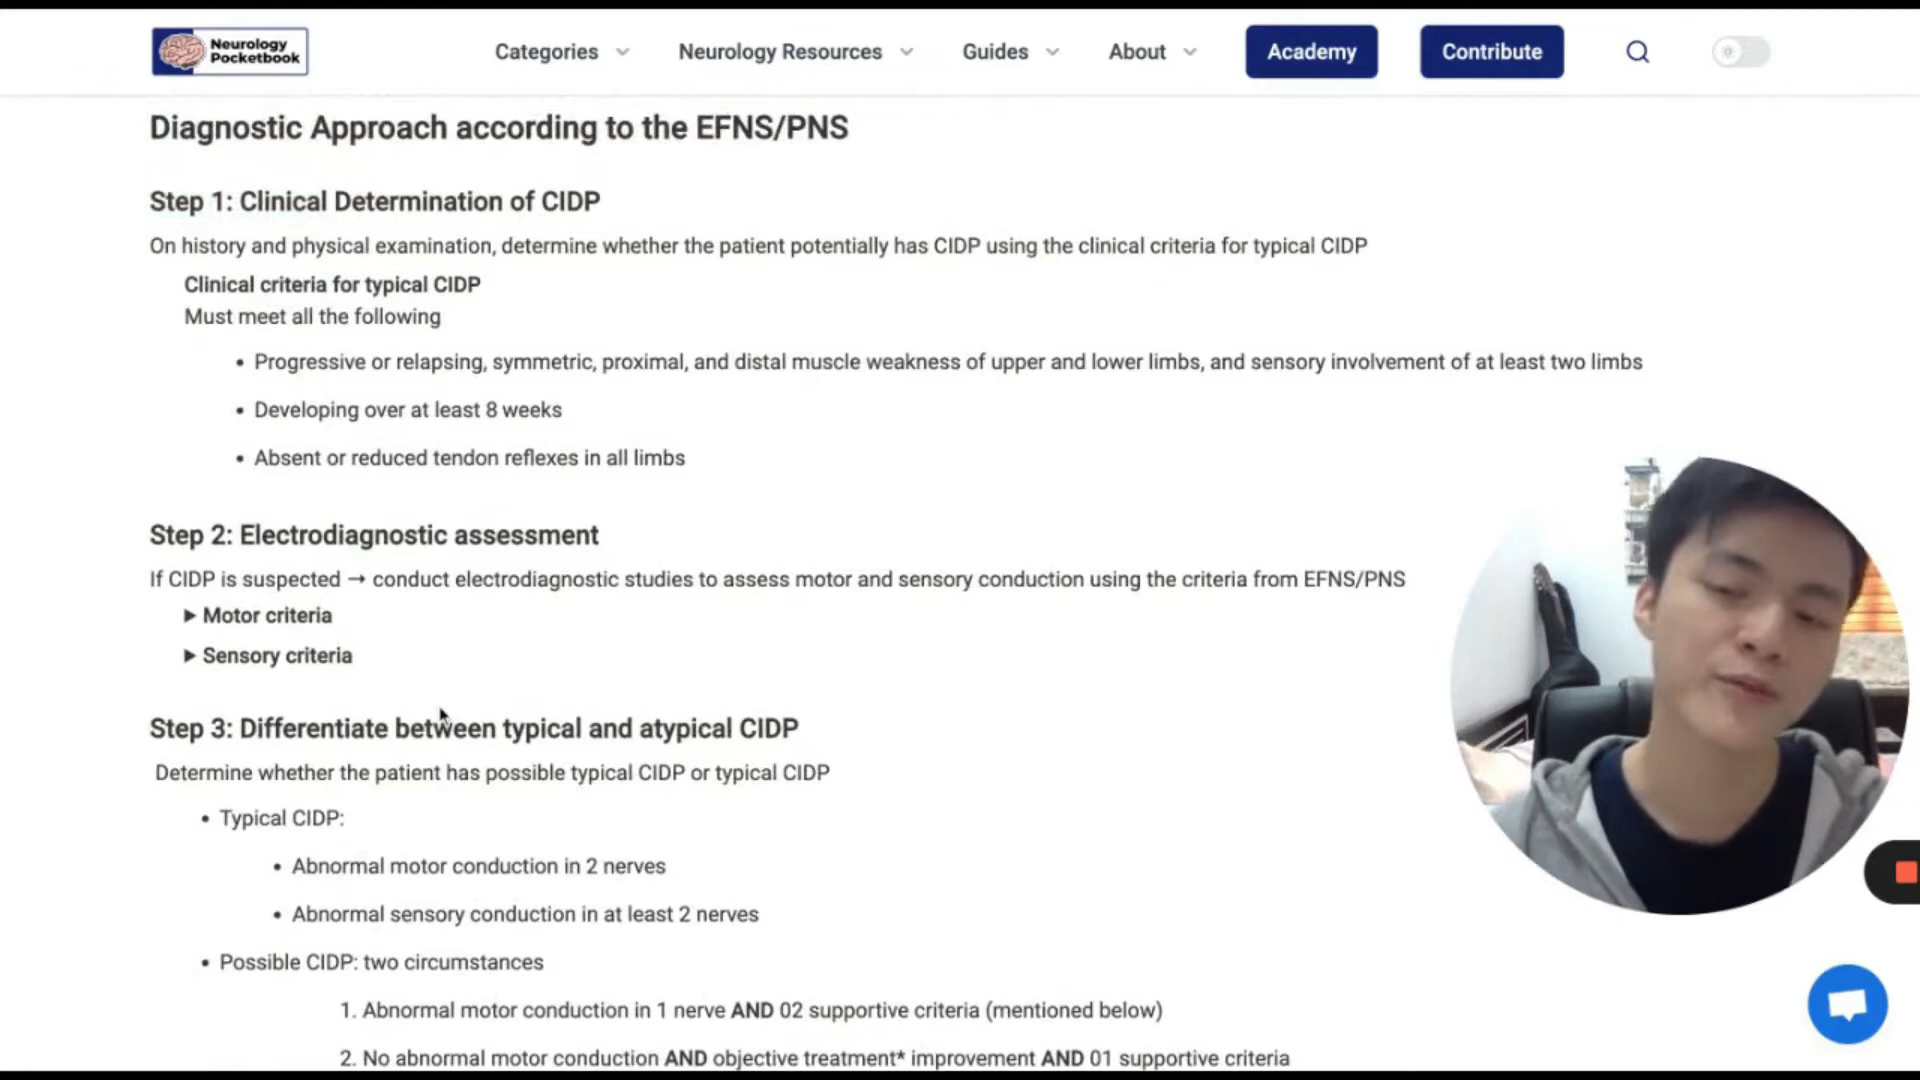 Neurology
Pocketbook
Categories
Neurology Resources
Guides
About
Academy
Contribute
Diagnostic Approach according to the EFNS/PNS
Step 1: Clinical Determination of CIDP
On history and physical examination, determine whether the patient potentially has CIDP using the clinical criteria for typical CIDP
Clinical criteria for typical CIDP
Must meet all the following
• Progressive or relapsing, symmetric, proximal, and distal muscle weakness of upper and lower limbs, and sensory involvement of at least two limbs
• Developing over at least 8 weeks
• Absent or reduced tendon reflexes in all limbs
Step 2: Electrodiagnostic assessment
If CIDP is suspected → conduct electrodiagnostic studies to assess motor and sensory conduction using the criteria from EFNS/PNS
▶ Motor criteria
▶ Sensory criteria
Step 3: Differentiate between typical and atypical CIDP
Determine whether the patient has possible typical CIDP or typical CIDP
• Typical CIDP:
• Abnormal motor conduction in 2 nerves
• Abnormal sensory conduction in at least 2 nerves
• Possible CIDP: two circumstances
1. Abnormal motor conduction in 1 nerve AND 02 supportive criteria (mentioned below)
2. No abnormal motor conduction AND objective treatment* improvement AND 01 supportive criteria